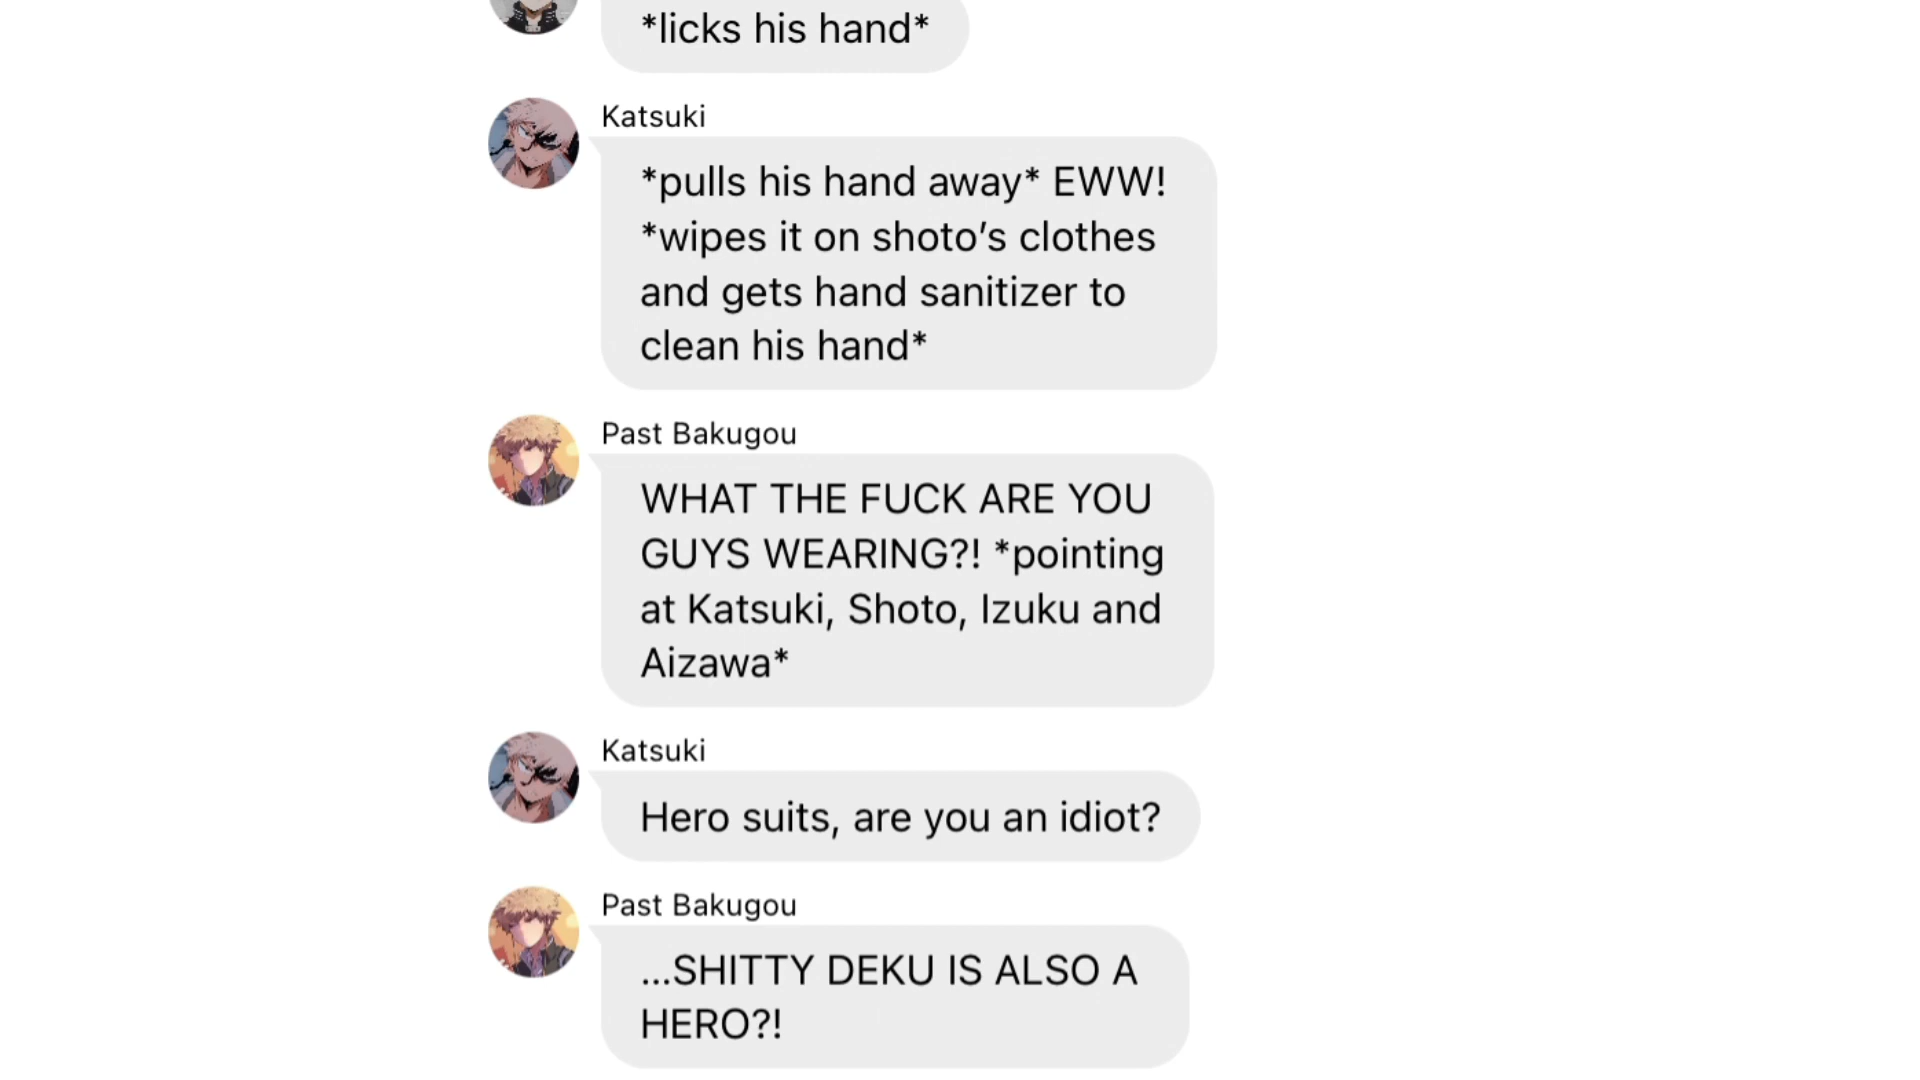 *licks his hand*
Katsuki
*pulls his hand away* EWW!
*wipes it on shoto’s clothes
and gets hand sanitizer to
clean his hand*
Past Bakugou
WHAT THE FUCK ARE YOU
GUYS WEARING?! *pointing
at Katsuki, Shoto, Izuku and
Aizawa*
Katsuki
Hero suits, are you an idiot?
Past Bakugou
...SHITTY DEKU IS ALSO A
HERO?!